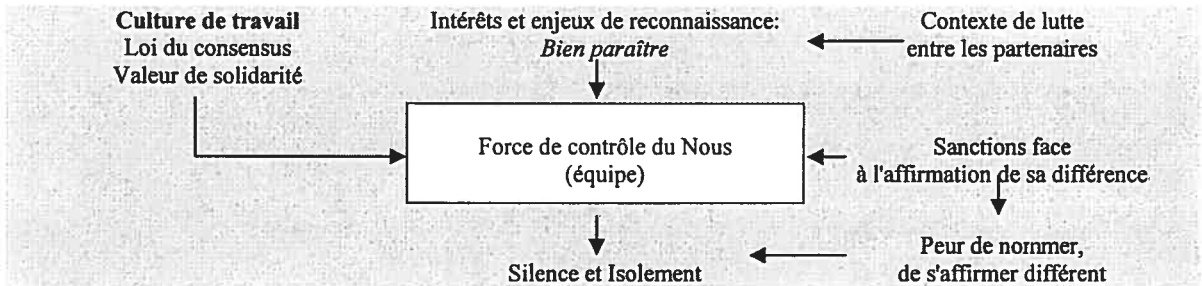 Culture de travail
Loi du consensus
Valeur de solidarité
Intérêts et enjeux de reconnaissance:
Bien paraître
Contexte de lutte
entre les partenaires
Force de contrôle du Nous
(équipe)
Sanctions face
à l'affirmation de sa différence
Silence et Isolement
Peur de nommer,
de s'affirmer différent